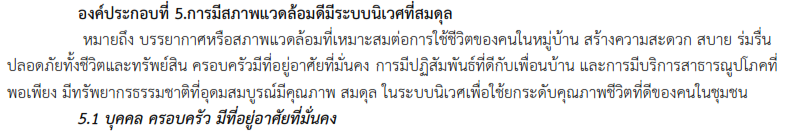 องค์ประกอบที่ 5.การมีสภาพแวดล้อมดีมีระบบนิเวศที่สมดุล
หมายถึง บรรยากาศหรือสภาพแวดล้อมที่เหมาะสมต่อการใช้ชีวิตของคนในหมู่บ้าน สร้างความสะดวก สบาย ร่มรื่น
ปลอดภัยทั้งชีวิตและทรัพย์สิน ครอบครัวมีที่อยู่อาศัยที่มั่นคง การมีปฏิสัมพันธ์ที่ดีกับเพื่อนบ้าน และการมีบริการสาธารณูปโภคที่
พอเพียง มีทรัพยากรธรรมชาติที่อุดมสมบูรณ์มีคุณภาพ สมดุล ในระบบนิเวศเพื่อใช้ยกระดับคุณภาพชีวิตที่ดีของคนในชุมชน
5.1 บุคคล ครอบครัว มีที่อยู่อาศัยที่มั่นคง